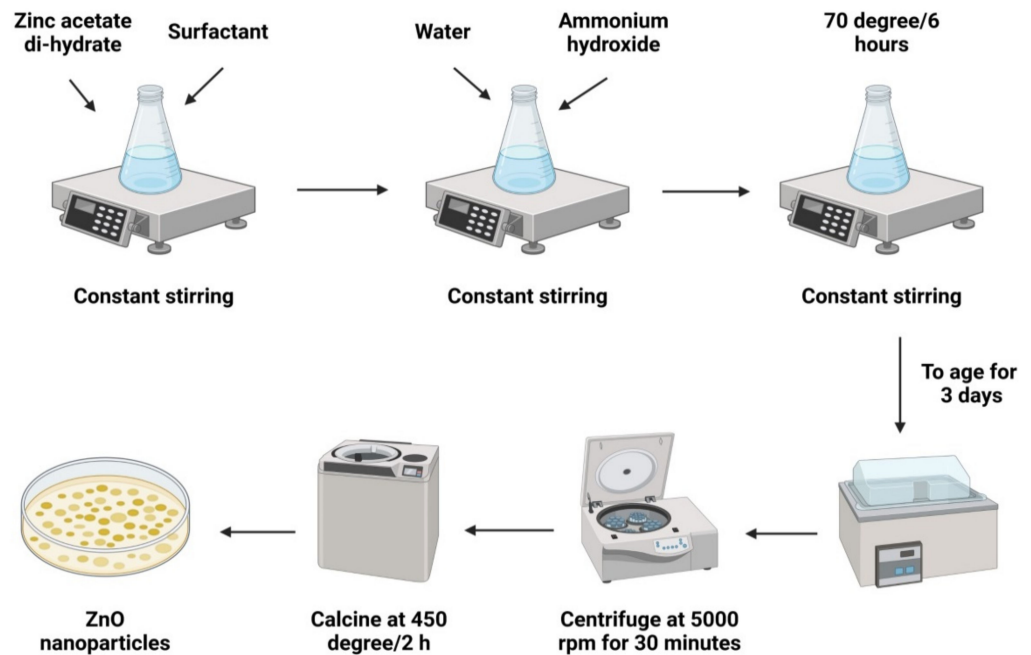 Zinc acetate
di-hydrate
Surfactant
Water
Ammonium
hydroxide
70 degree/6
hours
Constant stirring
Constant stirring
Constant stirring
To age for
3 days
ZnO
nanoparticles
Calcine at 450
degree/2 h
Centrifuge at 5000
rpm for 30 minutes